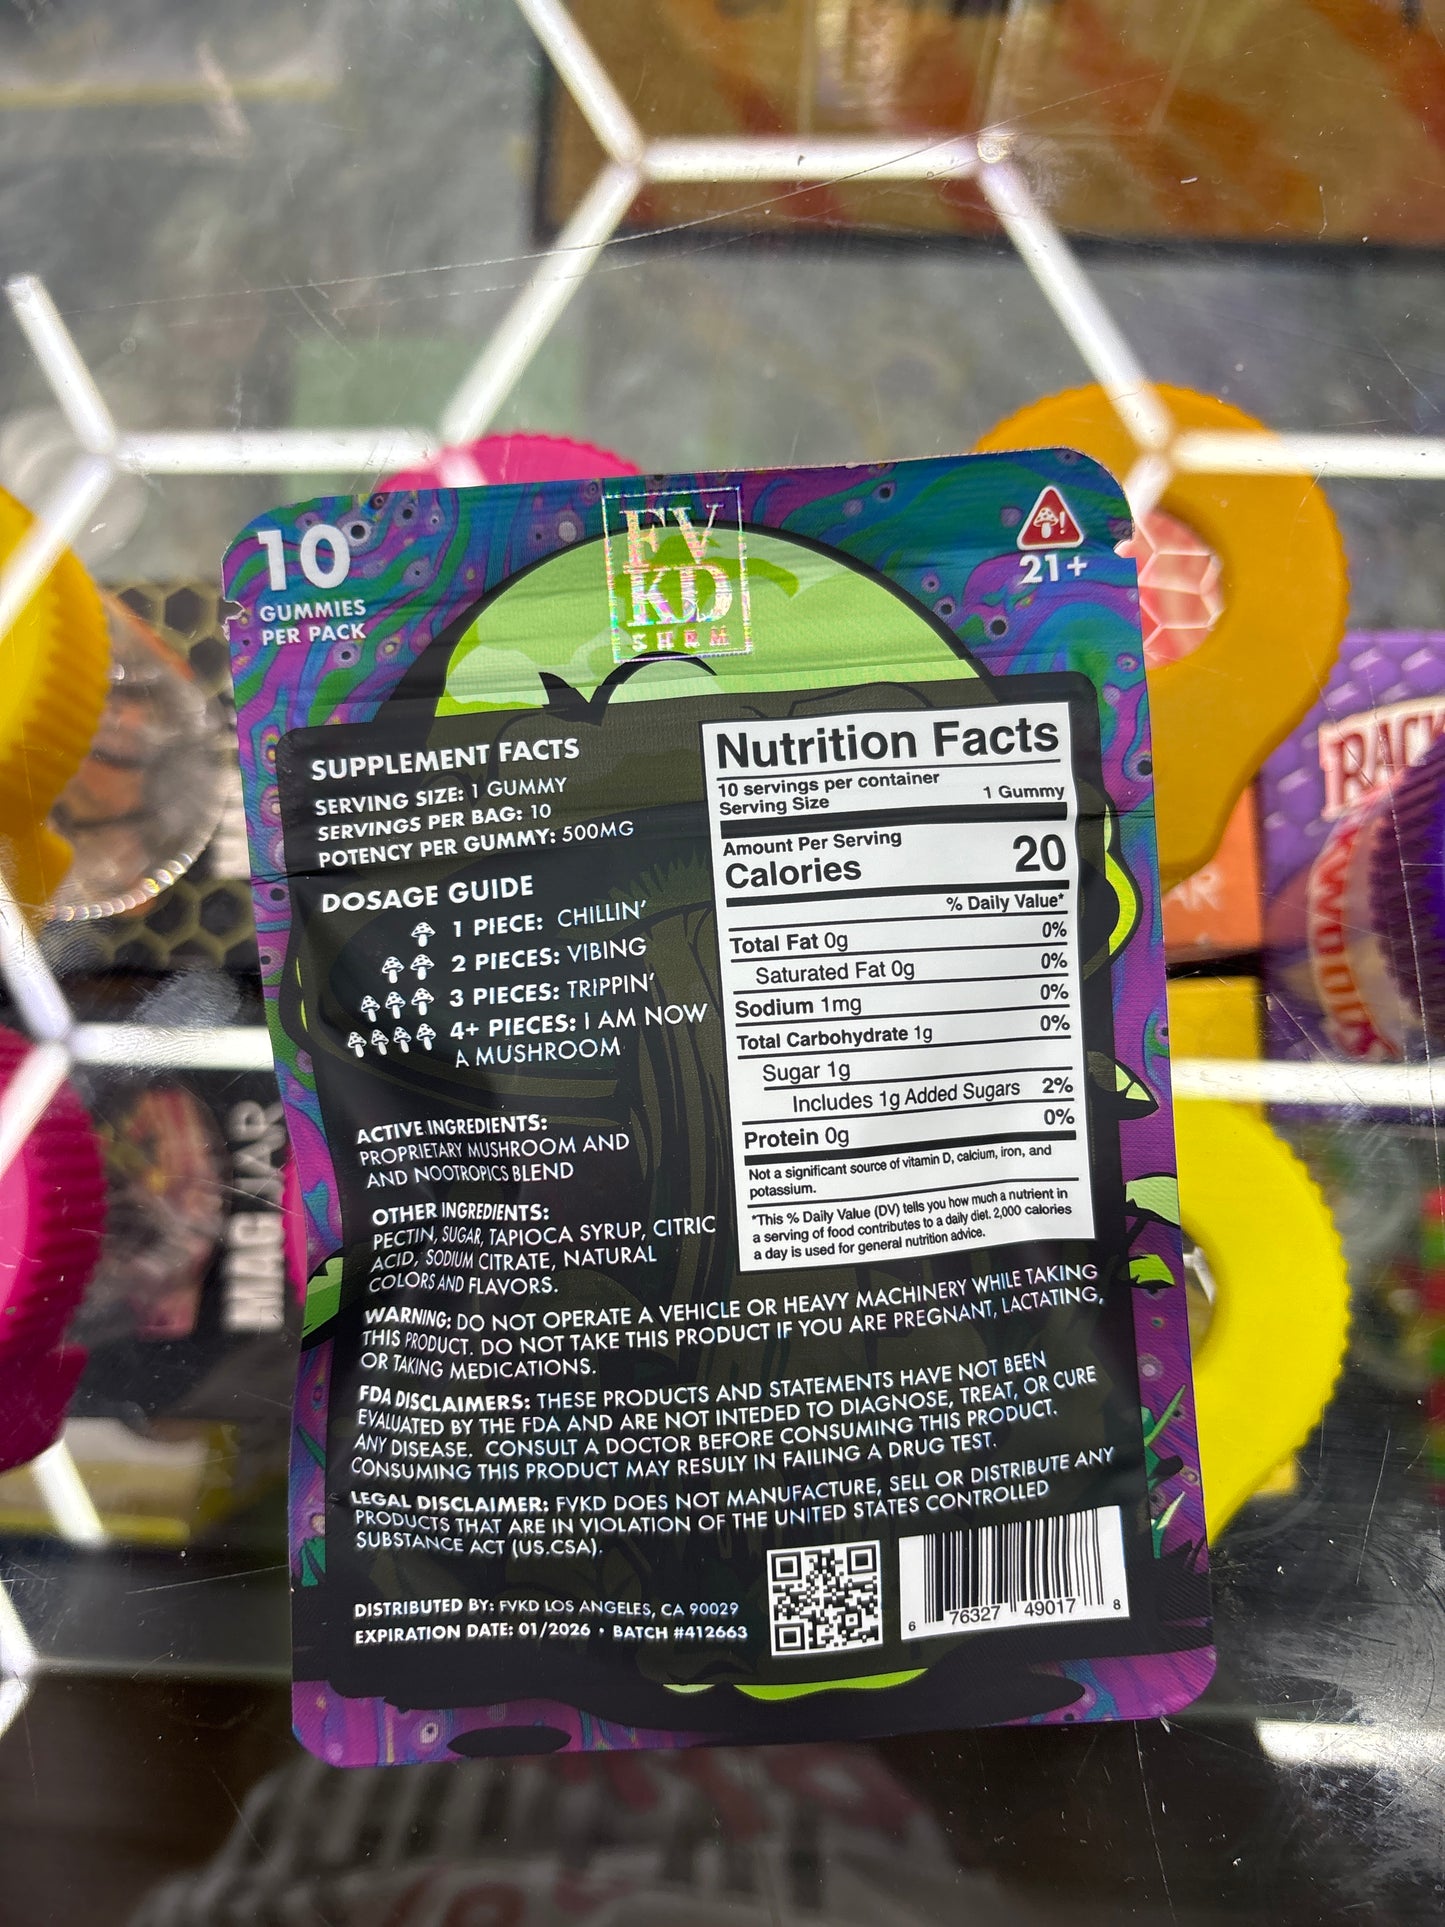 10
GUMMIES
PER PACK
FV
KD
SHRM
21+
SUPPLEMENT FACTS
SERVING SIZE: 1 GUMMY
SERVINGS PER BAG: 10
POTENCY PER GUMMY: 500MG
DOSAGE GUIDE
1 PIECE: CHILLIN'
2 PIECES: VIBING
3 PIECES: TRIPPIN'
4+ PIECES: I AM NOW
A MUSHROOM
ACTIVE INGREDIENTS:
PROPRIETARY MUSHROOM AND
AND NOOTROPICS BLEND
OTHER INGREDIENTS:
PECTIN, SUGAR, TAPIOCA SYRUP, CITRIC
ACID, SODIUM CITRATE, NATURAL
COLORS AND FLAVORS.
Nutrition Facts
10 servings per container
Serving Size 1 Gummy
Amount Per Serving
Calories 20
% Daily Value*
Total Fat 0g 0%
Saturated Fat 0g 0%
Sodium 1mg 0%
Total Carbohydrate 1g 0%
Sugar 1g
Includes 1g Added Sugars 2%
Protein 0g 0%
Not a significant source of vitamin D, calcium, iron, and
potassium.
*This % Daily Value (DV) tells you how much a nutrient in
a serving of food contributes to a daily diet. 2,000 calories
a day is used for general nutrition advice.
WARNING: DO NOT OPERATE A VEHICLE OR HEAVY MACHINERY WHILE TAKING
THIS PRODUCT. DO NOT TAKE THIS PRODUCT IF YOU ARE PREGNANT, LACTATING,
OR TAKING MEDICATIONS.
FDA DISCLAIMERS: THESE PRODUCTS AND STATEMENTS HAVE NOT BEEN
EVALUATED BY THE FDA AND ARE NOT INTEDED TO DIAGNOSE, TREAT, OR CURE
ANY DISEASE. CONSULT A DOCTOR BEFORE CONSUMING THIS PRODUCT.
CONSUMING THIS PRODUCT MAY RESULY IN FAILING A DRUG TEST.
LEGAL DISCLAIMER: FVKD DOES NOT MANUFACTURE, SELL OR DISTRIBUTE ANY
PRODUCTS THAT ARE IN VIOLATION OF THE UNITED STATES CONTROLLED
SUBSTANCE ACT (US.CSA).
DISTRIBUTED BY: FVKD LOS ANGELES, CA 90029
EXPIRATION DATE: 01/2026 • BATCH #412663
6 76327 49017 8